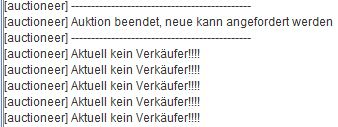 [auctioneer] ---------------------------------------------
[auctioneer] Auktion beendet, neue kann angefordert werden
[auctioneer] ---------------------------------------------
[auctioneer] Aktuell kein Verkäufer!!!!
[auctioneer] Aktuell kein Verkäufer!!!!
[auctioneer] Aktuell kein Verkäufer!!!!
[auctioneer] Aktuell kein Verkäufer!!!!
[auctioneer] Aktuell kein Verkäufer!!!!